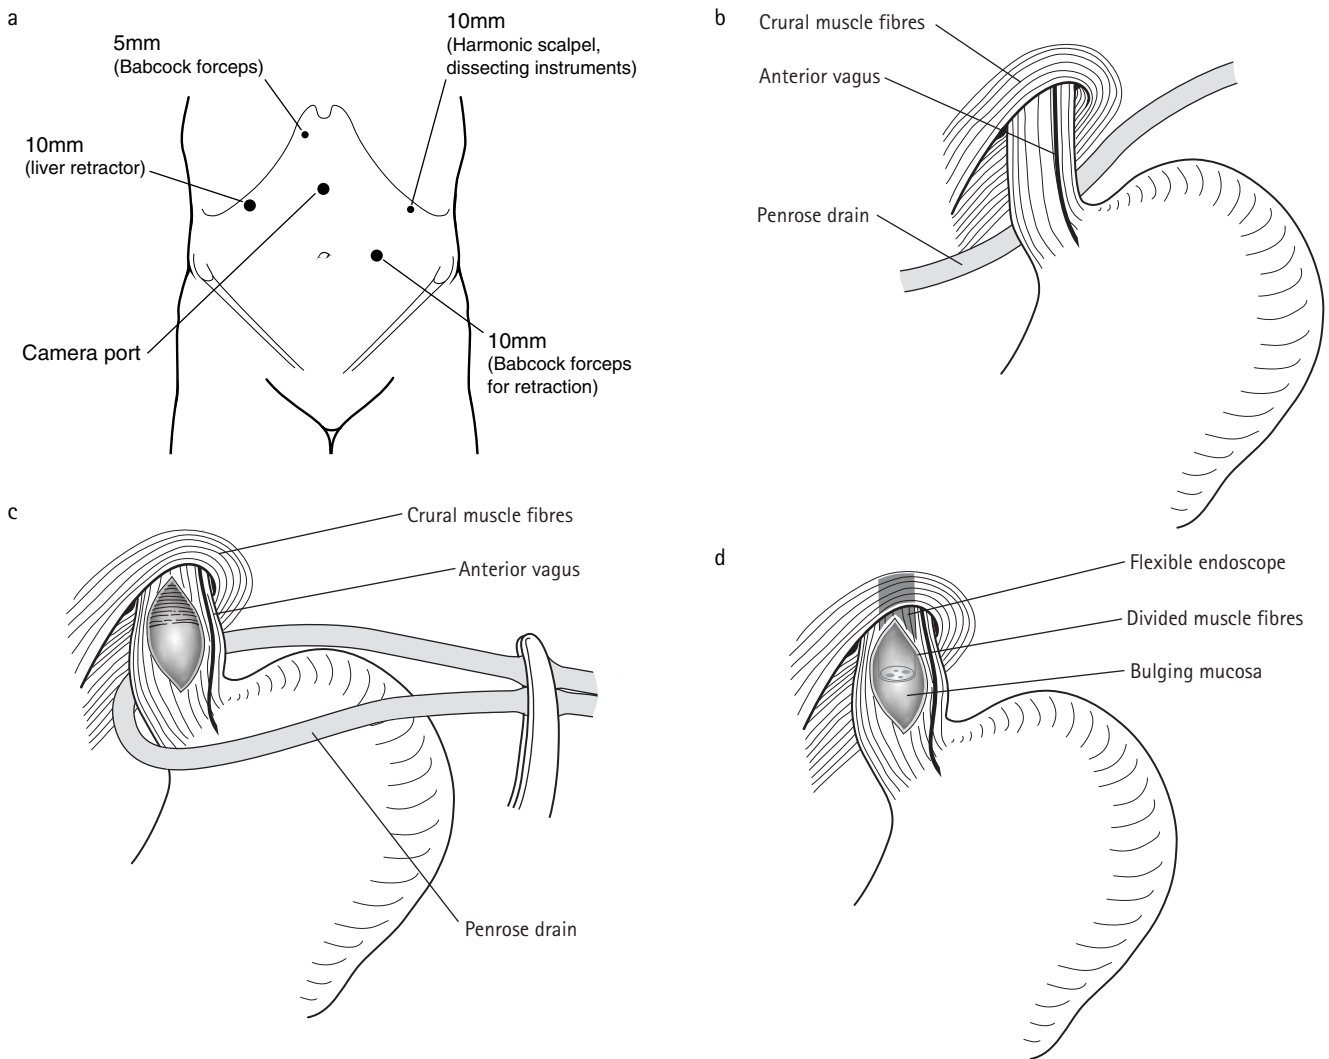 a
10mm
(Harmonic scalpel,
dissecting instruments)
5mm
(Babcock forceps)
10mm
(liver retractor)
Camera port
10mm
(Babcock forceps
for retraction)
b
Crural muscle fibres
Anterior vagus
Penrose drain
c
Crural muscle fibres
Anterior vagus
Penrose drain
d
Flexible endoscope
Divided muscle fibres
Bulging mucosa